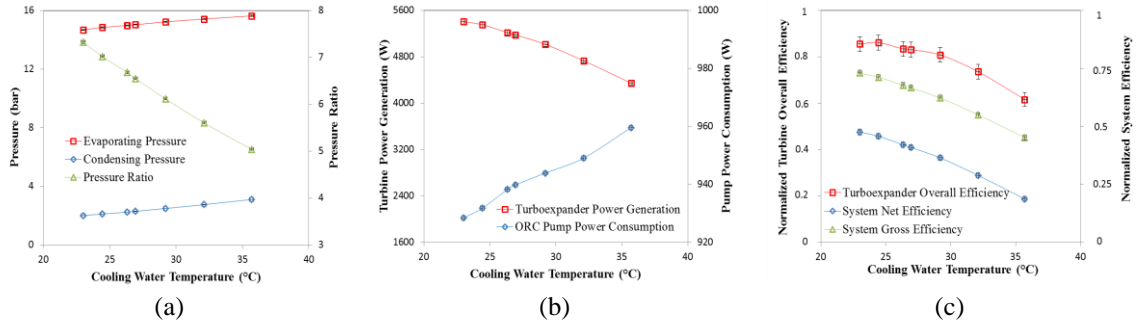 16
12
8
4
0
Pressure (bar)
8
7
6
5
4
3
Pressure Ratio
Evaporating Pressure
Condensing Pressure
Pressure Ratio
20
25
30
35
40
Cooling Water Temperature (°C)
(a)
5600
4800
4000
3200
2400
1600
Turbine Power Generation (W)
1000
980
960
940
920
Pump Power Consumption (W)
Turboexpander Power Generation
ORC Pump Power Consumption
20
25
30
35
40
Cooling Water Temperature (°C)
(b)
1
0.8
0.6
0.4
0.2
0
Normalized Turbine Overall Efficiency
1
0.75
0.5
0.25
0
Normalized System Efficiency
Turboexpander Overall Efficiency
System Net Efficiency
System Gross Efficiency
20
25
30
35
40
Cooling Water Temperature (°C)
(c)